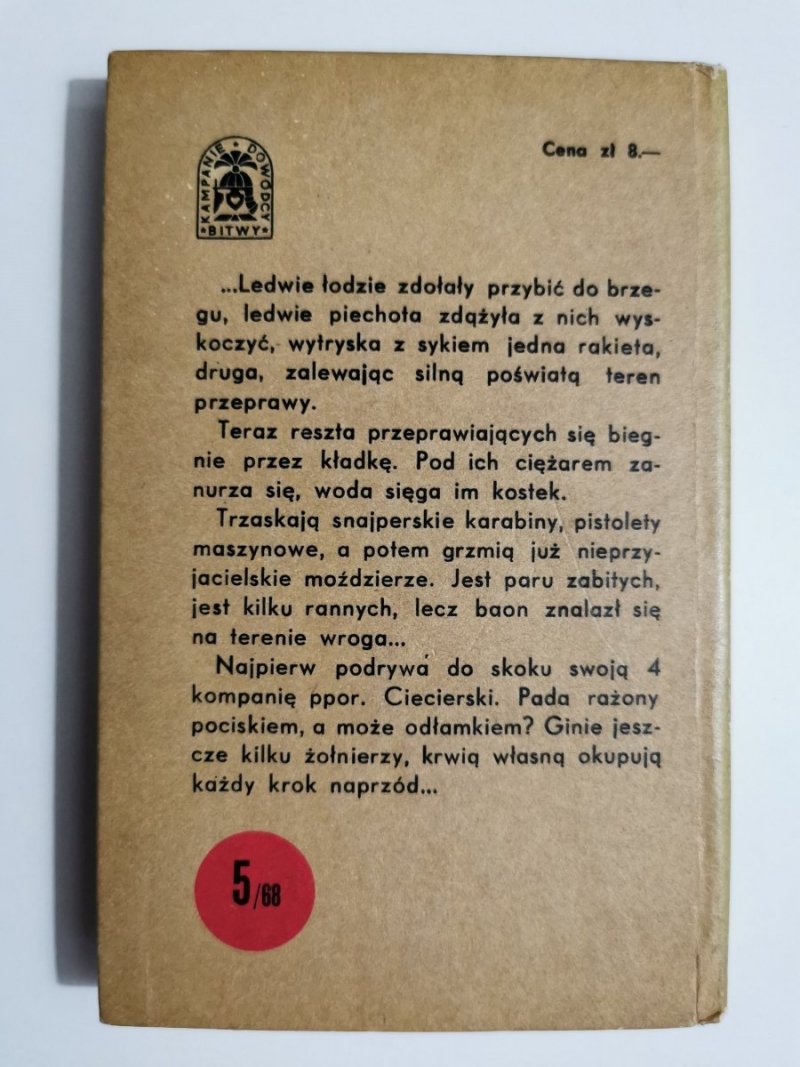 KAMPANIE * DOWÓDCY
*BITWY*
Cena zł 8.—
...Ledwie łodzie zdołały przybić do brze-
gu, ledwie piechota zdążyła z nich wys-
koczyć, wytryska z sykiem jedna rakieta,
druga, zalewając silną poświatą teren
przeprawy.
Teraz reszta przeprawiających się bieg-
nie przez kładkę. Pod ich ciężarem za-
nurza się, woda sięga im kostek.
Trzaskają snajperskie karabiny, pistolety
maszynowe, a potem grzmią już nieprzy-
jacielskie moździerze. Jest paru zabitych,
jest kilku rannych, lecz baon znalazł się
na terenie wroga...
Najpierw podrywa do skoku swoją 4
kompanię ppor. Ciecierski. Pada rażony
pociskiem, a może odłamkiem? Ginie jesz-
cze kilku żołnierzy, krwią własną okupują
każdy krok naprzód...
5/68